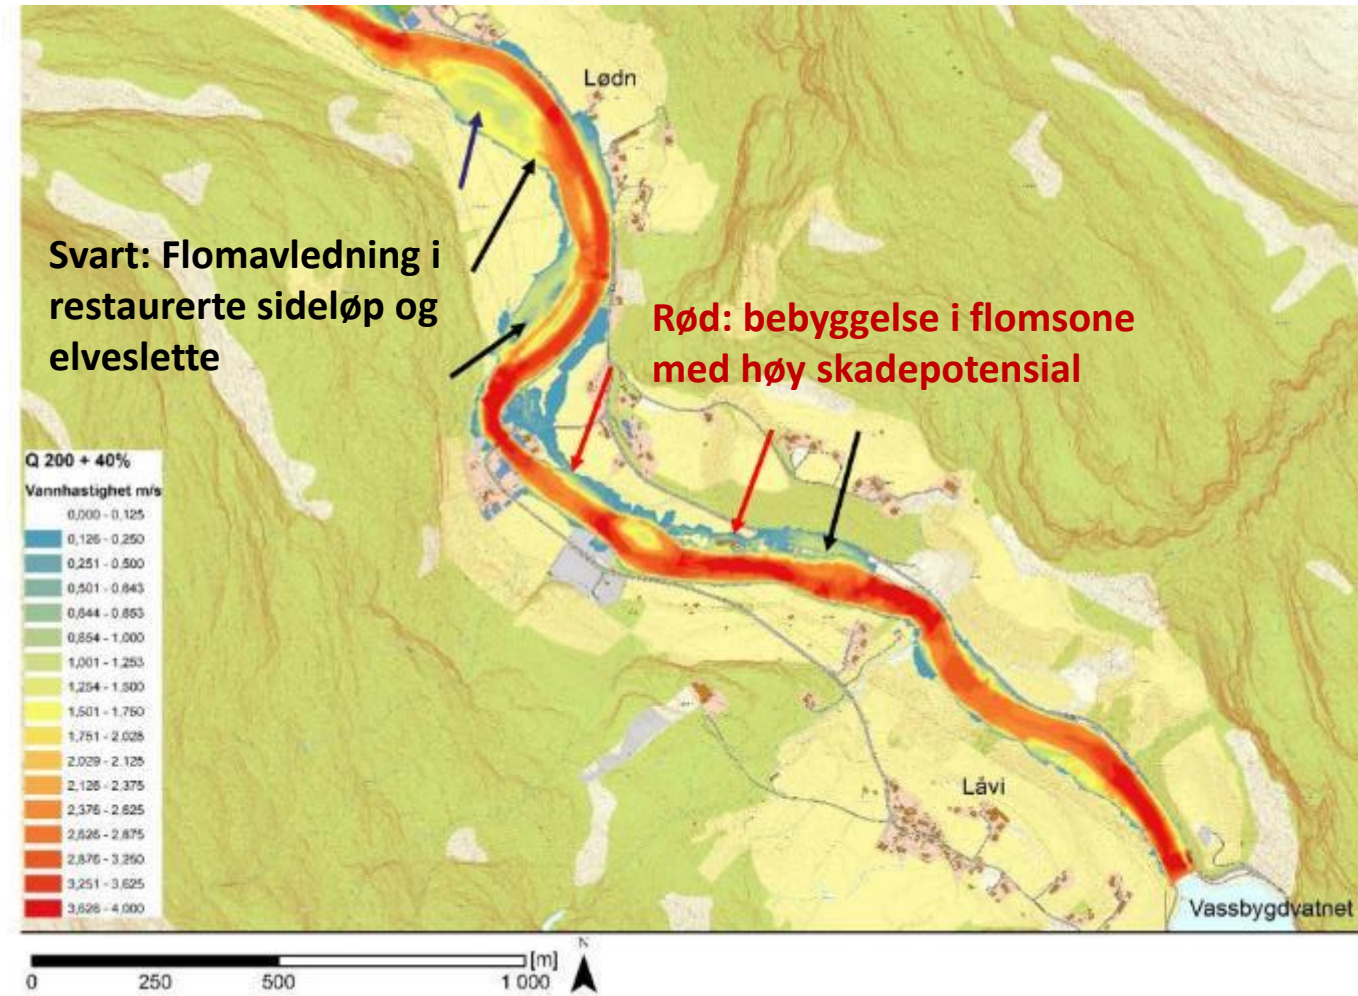 Lødn
Svart: Flomavledning i
restaurerte sideløp og
elveslette
Rød: bebyggelse i flomsone
med høy skadepotensial
Q 200 + 40%
Vannhastighet m/s
0,000 - 0,125
0,126 - 0,250
0,251 - 0,500
0,501 - 0,643
0,644 - 0,853
0,854 - 1,000
1,001 - 1,253
1,254 - 1,500
1,501 - 1,750
1,751 - 2,028
2,029 - 2,125
2,126 - 2,375
2,376 - 2,625
2,626 - 2,875
2,876 - 3,250
3,251 - 3,625
3,626 - 4,000
Låvi
Vassbygdvatnet
N
[m]
0 250 500 1 000